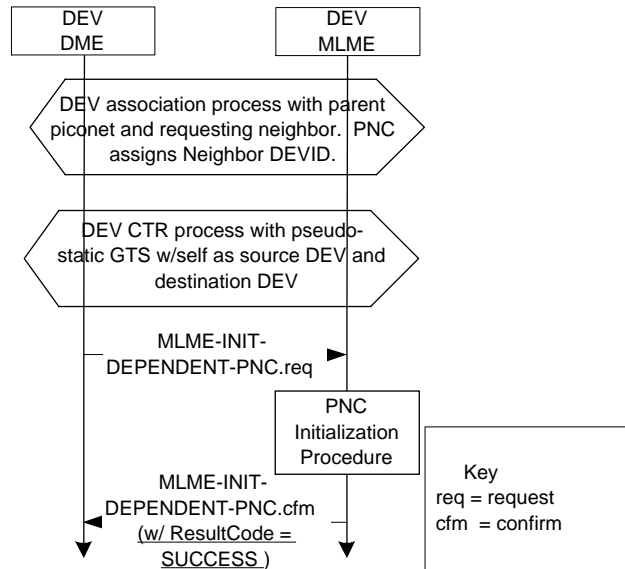 DEV
DME
DEV
MLME
DEV association process with parent
piconet and requesting neighbor.  PNC
assigns Neighbor DEVID.
DEV CTR process with pseudo-
static GTS w/self as source DEV and
destination DEV
MLME-INIT-
DEPENDENT-PNC.req
PNC
Initialization
Procedure
MLME-INIT-
DEPENDENT-PNC.cfm
(w/ ResultCode =
SUCCESS )
Key
req = request
cfm  = confirm